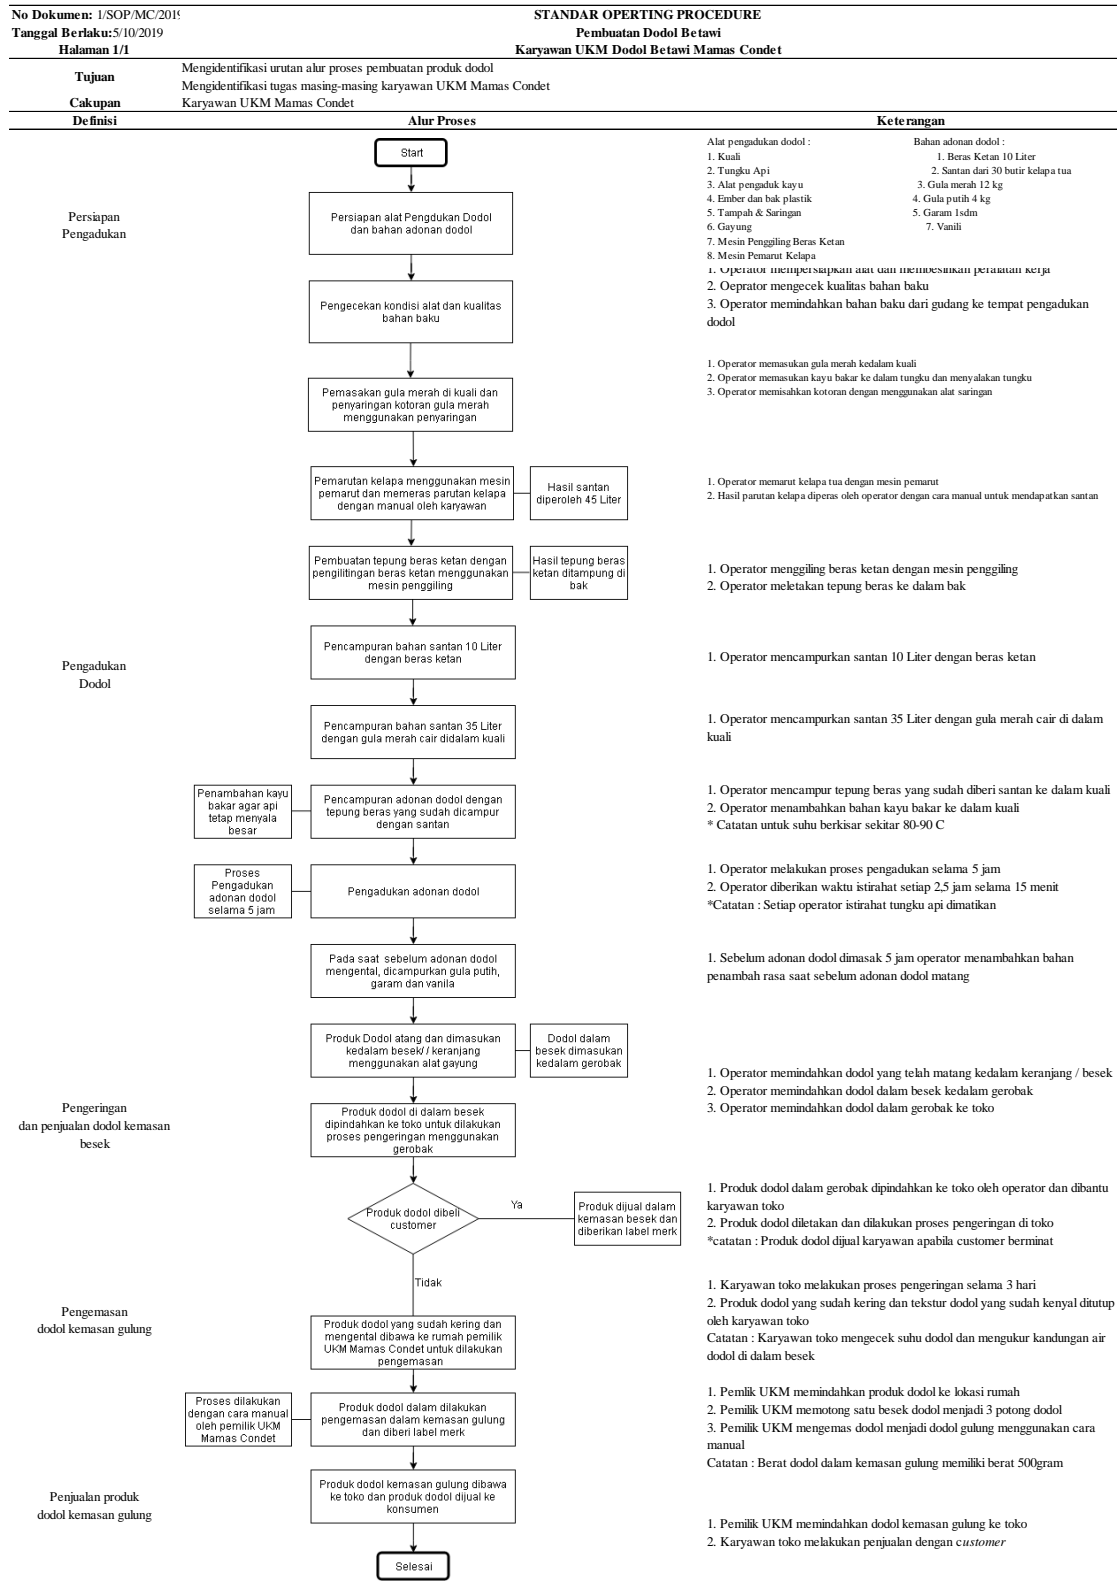 No Dokumen: 1/SOP/MC/2019
STANDAR OPERTING PROCEDURE
Tanggal Berlaku:5/10/2019
Pembuatan Dodol Betawi
Halaman 1/1
Karyawan UKM Dodol Betawi Mamas Condet
Tujuan
Mengidentifikasi urutan alur proses pembuatan produk dodol
Mengidentifikasi tugas masing-masing karyawan UKM Mamas Condet
Cakupan
Karyawan UKM Mamas Condet
Definisi
Alur Proses
Keterangan
Persiapan
Pengadukan
Start
Persiapan alat Pengdukan Dodol
dan bahan adonan dodol
Alat pengadukan dodol :
1. Kuali
2. Tungku Api
3. Alat pengaduk kayu
4. Ember dan bak plastik
5. Tampah & Saringan
6. Gayung
7. Mesin Penggiling Beras Ketan
8. Mesin Pemarut Kelapa
Bahan adonan dodol :
1. Beras Ketan 10 Liter
2. Santan dari 30 butir kelapa tua
3. Gula merah 12 kg
4. Gula putih 4 kg
5. Garam 1sdm
7. Vanili
Pengecekan kondisi alat dan kualitas
bahan baku
1. Operator mempersiapkan alat dan membesihkan peralatan kerja
2. Oeprator mengecek kualitas bahan baku
3. Operator memindahkan bahan baku dari gudang ke tempat pengadukan
dodol
Pemasakan gula merah di kuali dan
penyaringan kotoran gula merah
menggunakan penyaringan
1. Operator memasukan gula merah kedalam kuali
2. Operator memasukan kayu bakar ke dalam tungku dan menyalakan tungku
3. Operator memisahkan kotoran dengan menggunakan alat saringan
Pengadukan
Dodol
Pemarutan kelapa menggunakan mesin
pemarut dan memeras parutan kelapa
dengan manual oleh karyawan
Hasil santan
diperoleh 45 Liter
1. Operator memarut kelapa tua dengan mesin pemarut
2. Hasil parutan kelapa diperas oleh operator dengan cara manual untuk mendapatkan santan
Pembuatan tepung beras ketan dengan
pengilitingan beras ketan menggunakan
mesin penggiling
Hasil tepung beras
ketan ditampung di
bak
1. Operator menggiling beras ketan dengan mesin penggiling
2. Operator meletakan tepung beras ke dalam bak
Pencampuran bahan santan 10 Liter
dengan beras ketan
1. Operator mencampurkan santan 10 Liter dengan beras ketan
Pencampuran bahan santan 35 Liter
dengan gula merah cair didalam kuali
1. Operator mencampurkan santan 35 Liter dengan gula merah cair di dalam
kuali
Penambahan kayu
bakar agar api
tetap menyala
besar
Pencampuran adonan dodol dengan
tepung beras yang sudah dicampur
dengan santan
1. Operator mencampur tepung beras yang sudah diberi santan ke dalam kuali
2. Operator menambahkan bahan kayu bakar ke dalam kuali
* Catatan untuk suhu berkisar sekitar 80-90 C
Proses
Pengadukan
adonan dodol
selama 5 jam
Pengadukan adonan dodol
1. Operator melakukan proses pengadukan selama 5 jam
2. Operator diberikan waktu istirahat setiap 2,5 jam selama 15 menit
*Catatan : Setiap operator istirahat tungku api dimatikan
Pada saat sebelum adonan dodol
mengental, dicampurkan gula putih,
garam dan vanila
1. Sebelum adonan dodol dimasak 5 jam operator menambahkan bahan
penambah rasa saat sebelum adonan dodol matang
Pengeringan
dan penjualan dodol kemasan
besek
Produk Dodol atang dan dimasukan
kedalam besek/ / keranjang
menggunakan alat gayung
Dodol dalam
besek dimasukan
kedalam gerobak
Produk dodol di dalam besek
dipindahkan ke toko untuk dilakukan
proses pengeringan menggunakan
gerobak
1. Operator memindahkan dodol yang telah matang kedalam keranjang / besek
2. Operator memindahkan dodol dalam besek kedalam gerobak
3. Operator memindahkan dodol dalam gerobak ke toko
Produk dodol dibeli
customer
Ya
Produk dijual dalam
kemasan besek dan
diberikan label merk
1. Produk dodol dalam gerobak dipindahkan ke toko oleh operator dan dibantu
karyawan toko
2. Produk dodol diletakan dan dilakukan proses pengeringan di toko
*catatan : Produk dodol dijual karyawan apabila customer berminat
Tidak
Pengemasan
dodol kemasan gulung
Produk dodol yang sudah kering dan
mengental dibawa ke rumah pemilik
UKM Mamas Condet untuk dilakukan
pengemasan
1. Karyawan toko melakukan proses pengeringan selama 3 hari
2. Produk dodol yang sudah kering dan tekstur dodol yang sudah kenyal ditutup
oleh karyawan toko
Catatan : Karyawan toko mengecek suhu dodol dan mengukur kandungan air
dodol di dalam besek
Proses dilakukan
dengan cara manual
oleh pemilik UKM
Mamas Condet
Produk dodol dalam dilakukan
pengemasan dalam kemasan gulung
dan diberi label merk
1. Pemlik UKM memindahkan produk dodol ke lokasi rumah
2. Pemilik UKM memotong satu besek dodol menjadi 3 potong dodol
3. Pemilik UKM mengemas dodol menjadi dodol gulung menggunakan cara
manual
Catatan : Berat dodol dalam kemasan gulung memiliki berat 500gram
Penjualan produk
dodol kemasan gulung
Produk dodol kemasan gulung dibawa
ke toko dan produk dodol dijual ke
konsumen
1. Pemilik UKM memindahkan dodol kemasan gulung ke toko
2. Karyawan toko melakukan penjualan dengan customer
Selesai